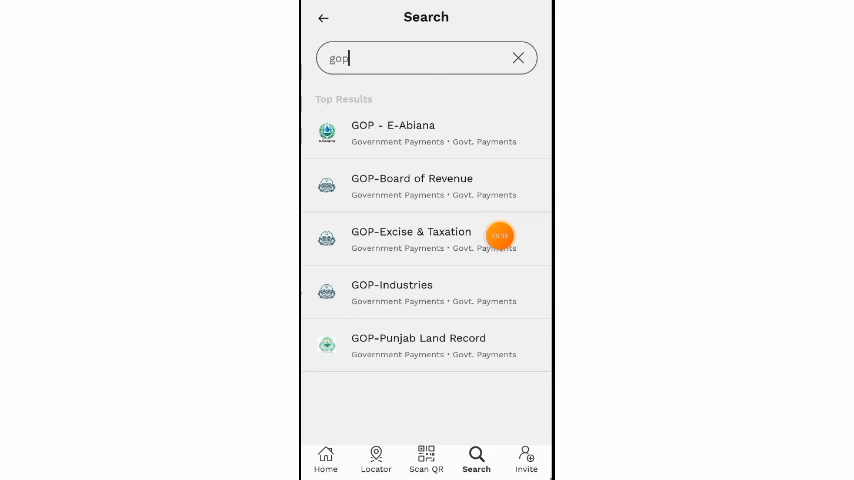 Search
gop
Top Results
GOP - E-Abiana
Government Payments • Govt. Payments
GOP-Board of Revenue
Government Payments • Govt. Payments
GOP-Excise & Taxation
Government Payments • Govt. Payments
GOP-Industries
Government Payments • Govt. Payments
GOP-Punjab Land Record
Government Payments • Govt. Payments
Home Locator Scan QR Search Invite